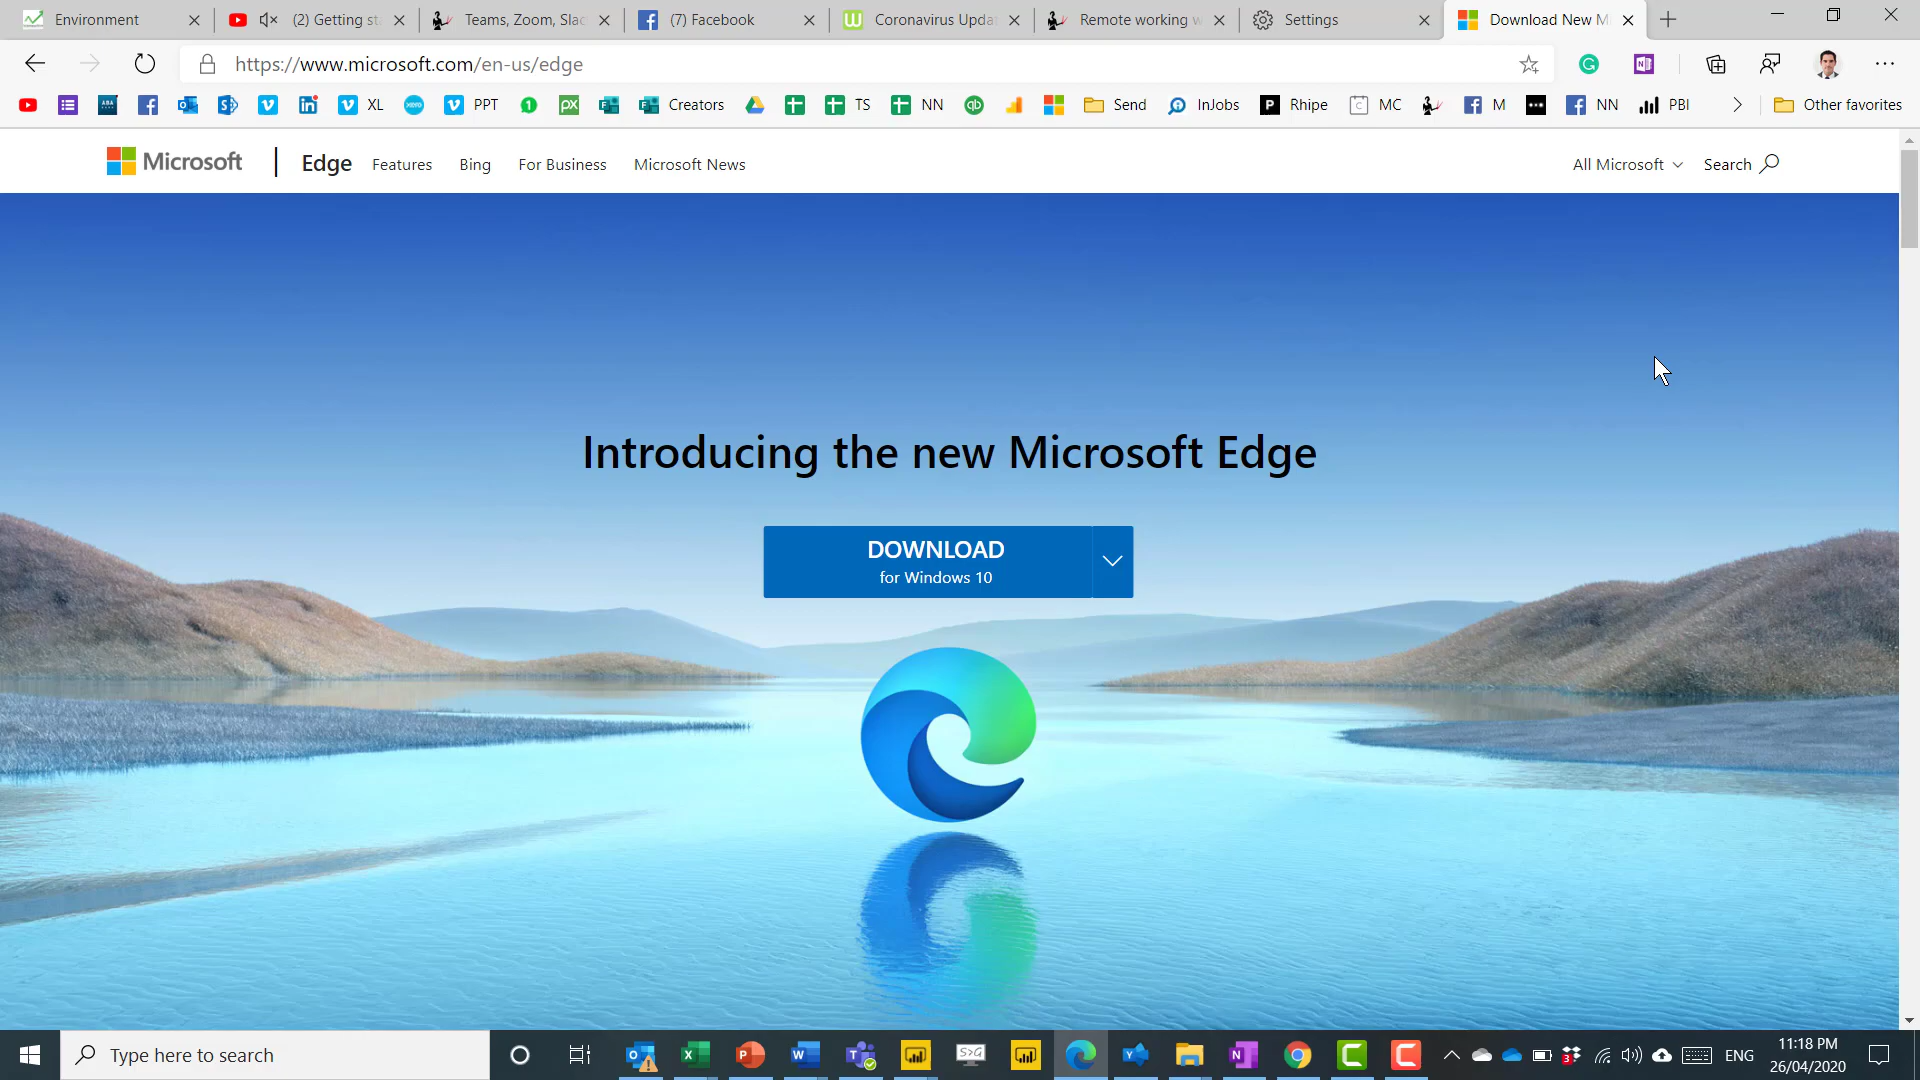 Environment
(2) Getting st
Teams, Zoom, Slac
(7) Facebook
Coronavirus Upda
Remote working w
Settings
Download New M
https://www.microsoft.com/en-us/edge
XL
PPT
Creators
TS
NN
Send
InJobs
Rhipe
MC
M
NN
PBI
Other favorites
Microsoft
Edge
Features
Bing
For Business
Microsoft News
All Microsoft
Search
Introducing the new Microsoft Edge
DOWNLOAD
for Windows 10
Type here to search
S>G
ENG
11:18 PM
26/04/2020